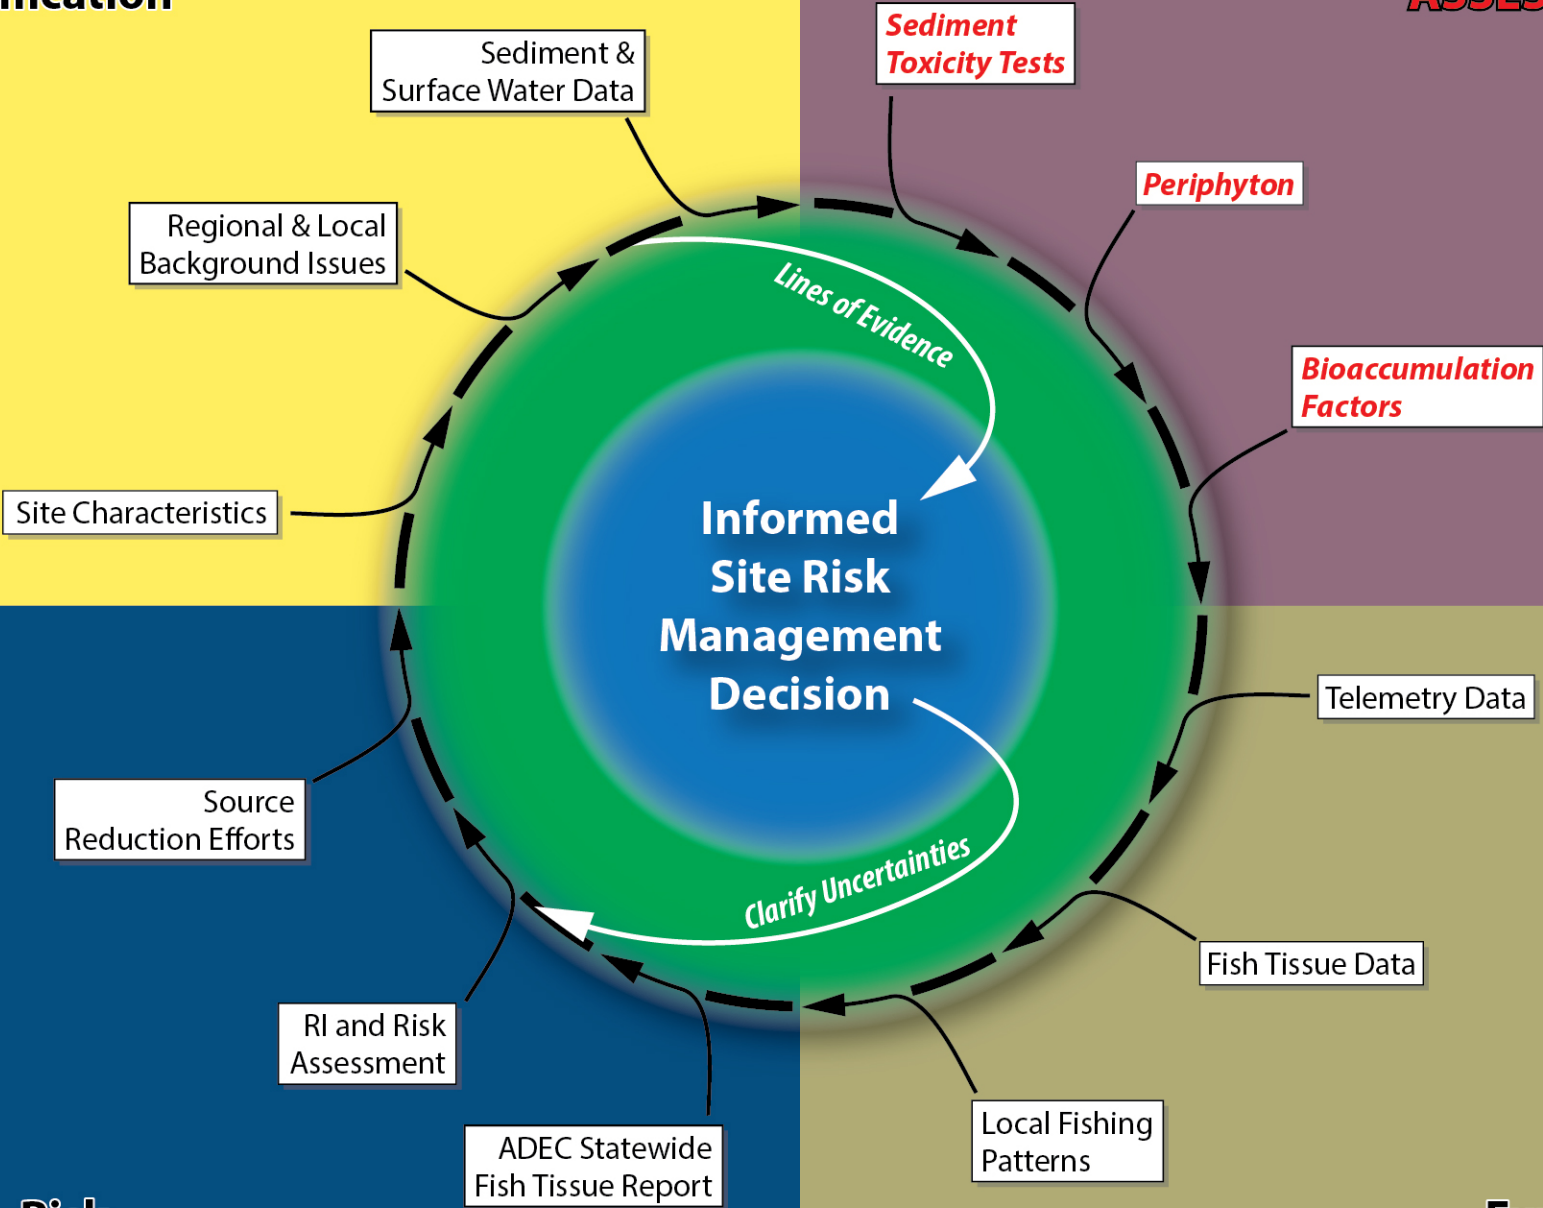 Sediment &
Surface Water Data
Sediment
Toxicity Tests
Periphyton
Regional & Local
Background Issues
Lines of Evidence
Bioaccumulation
Factors
Site Characteristics
Informed
Site Risk
Management
Decision
Telemetry Data
Source
Reduction Efforts
Clarify Uncertainties
Fish Tissue Data
RI and Risk
Assessment
Local Fishing
Patterns
ADEC Statewide
Fish Tissue Report